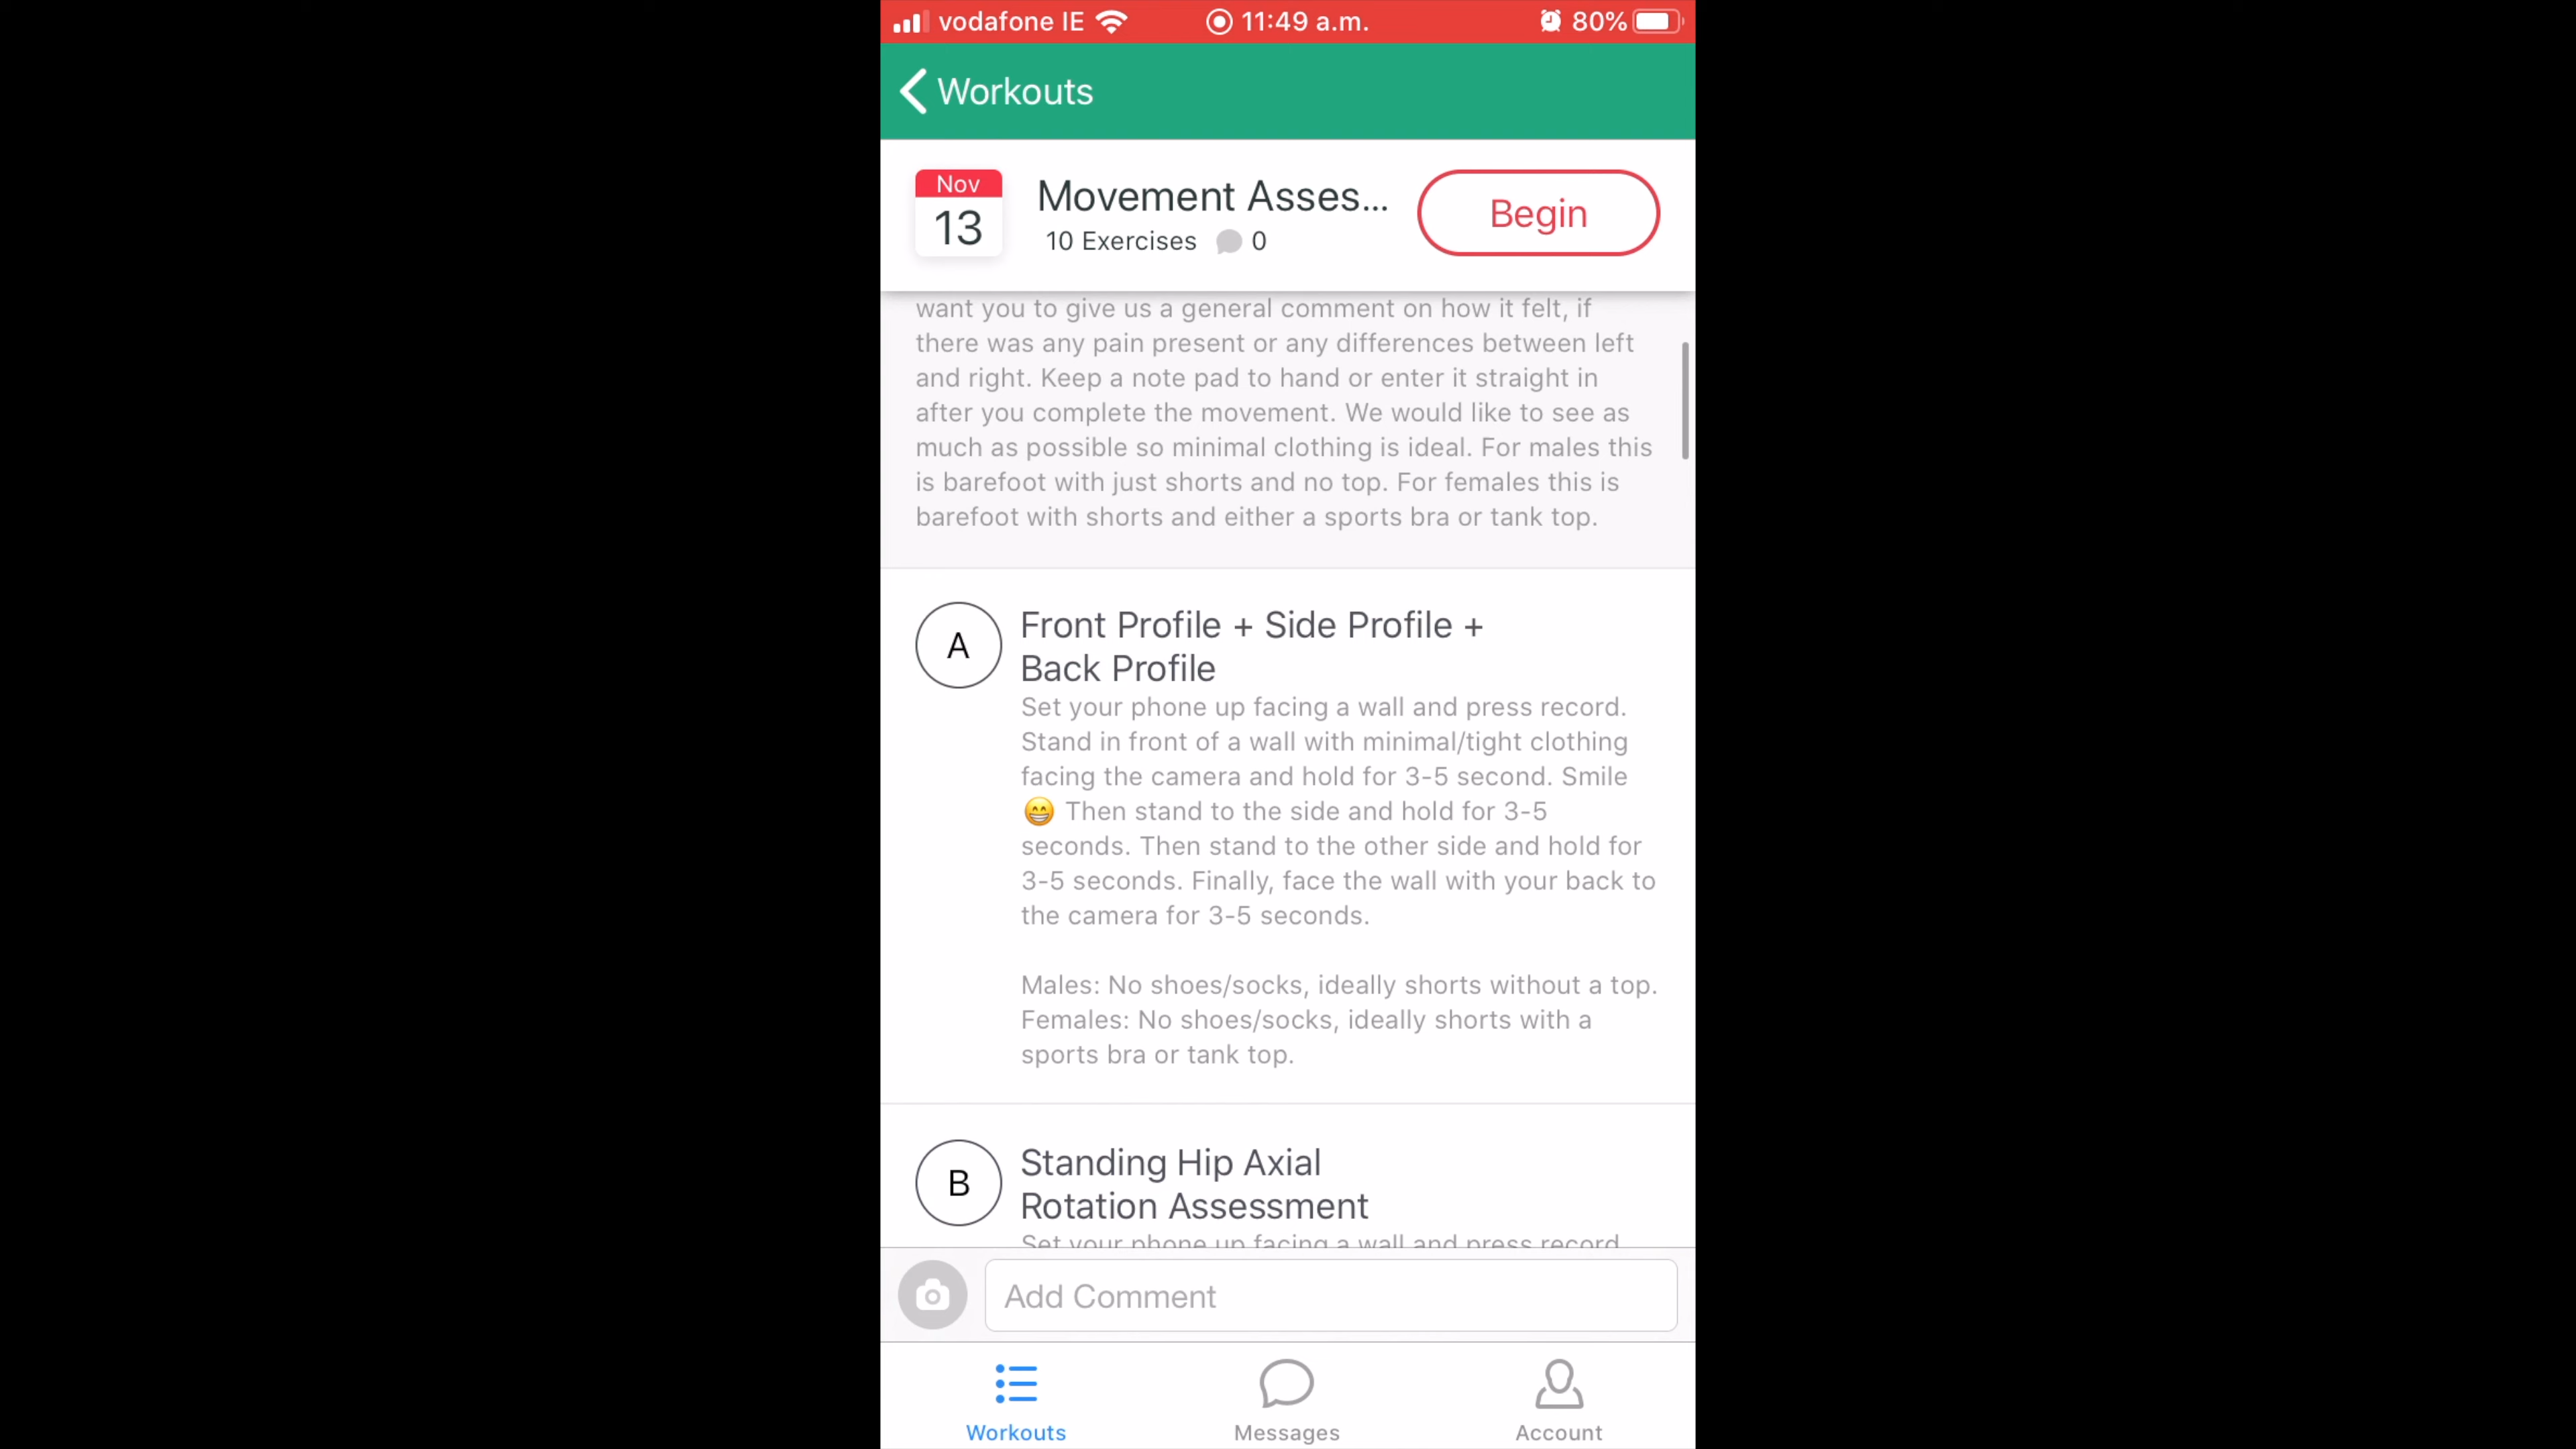 vodafone IE 11:49 a.m. 80%
Workouts
Nov
13
Movement Asses...
10 Exercises 0
Begin
want you to give us a general comment on how it felt, if
there was any pain present or any differences between left
and right. Keep a note pad to hand or enter it straight in
after you complete the movement. We would like to see as
much as possible so minimal clothing is ideal. For males this
is barefoot with just shorts and no top. For females this is
barefoot with shorts and either a sports bra or tank top.
A
Front Profile + Side Profile +
Back Profile
Set your phone up facing a wall and press record.
Stand in front of a wall with minimal/tight clothing
facing the camera and hold for 3-5 second. Smile
😁 Then stand to the side and hold for 3-5
seconds. Then stand to the other side and hold for
3-5 seconds. Finally, face the wall with your back to
the camera for 3-5 seconds.
Males: No shoes/socks, ideally shorts without a top.
Females: No shoes/socks, ideally shorts with a
sports bra or tank top.
B
Standing Hip Axial
Rotation Assessment
Set your phone up facing a wall and press record.
Add Comment
Workouts
Messages
Account